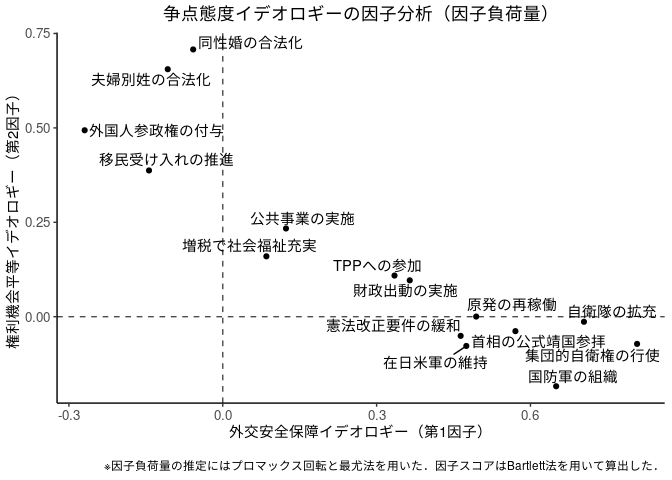 争点態度イデオロギーの因子分析（因子負荷量）
0.75
同性婚の合法化
夫婦別姓の合法化
0.50
外国人参政権の付与
移民受け入れの推進
0.25
公共事業の実施
増税で社会福祉充実
TPPへの参加
財政出動の実施
原発の再稼働
自衛隊の拡充
0.00
憲法改正要件の緩和
首相の公式靖国参拝
集団的自衛権の行使
在日米軍の維持
国防軍の組織
権利機会平等イデオロギー（第2因子）
-0.3
0.0
0.3
0.6
外交安全保障イデオロギー（第1因子）
※因子負荷量の推定にはプロマックス回転と最尤法を用いた．因子スコアはBartlett法を用いて算出した．